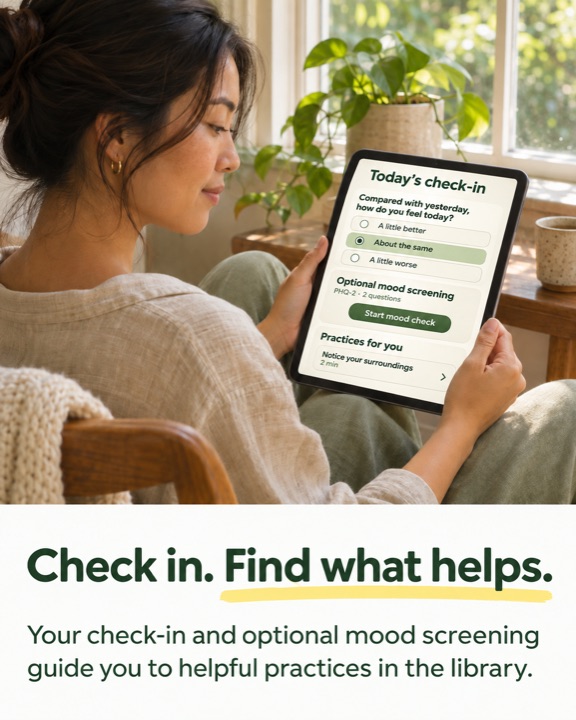 Today's check-in
Compared with yesterday,
how do you feel today?
A little better
About the same
A little worse
Optional mood screening
PHQ-2 - 2 questions
Start mood check
Practices for you
Notice your surroundings
2 min
Check in. Find what helps.
Your check-in and optional mood screening
guide you to helpful practices in the library.